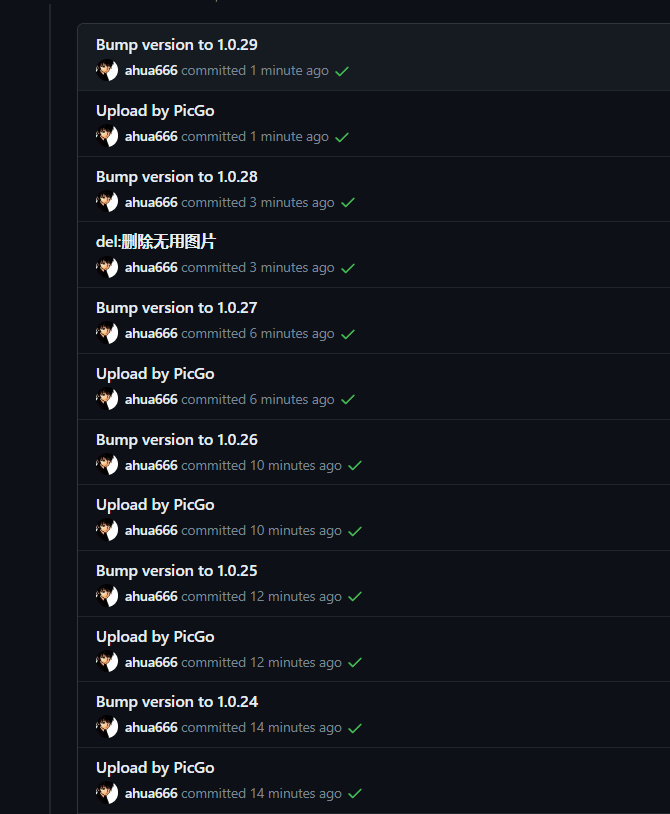 Bump version to 1.0.29
ahua666 committed 1 minute ago
Upload by PicGo
ahua666 committed 1 minute ago
Bump version to 1.0.28
ahua666 committed 3 minutes ago
del:删除无用图片
ahua666 committed 3 minutes ago
Bump version to 1.0.27
ahua666 committed 6 minutes ago
Upload by PicGo
ahua666 committed 6 minutes ago
Bump version to 1.0.26
ahua666 committed 10 minutes ago
Upload by PicGo
ahua666 committed 10 minutes ago
Bump version to 1.0.25
ahua666 committed 12 minutes ago
Upload by PicGo
ahua666 committed 12 minutes ago
Bump version to 1.0.24
ahua666 committed 14 minutes ago
Upload by PicGo
ahua666 committed 14 minutes ago